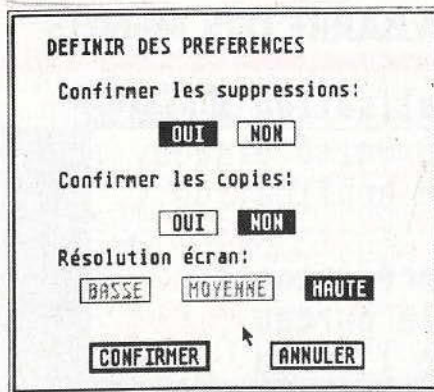 DEFINIR DES PREFERENCES
Confirmer les suppressions:
OUI NON
Confirmer les copies:
OUI NON
Résolution écran:
BASSE MOYENNE HAUTE
CONFIRMER ANNULER